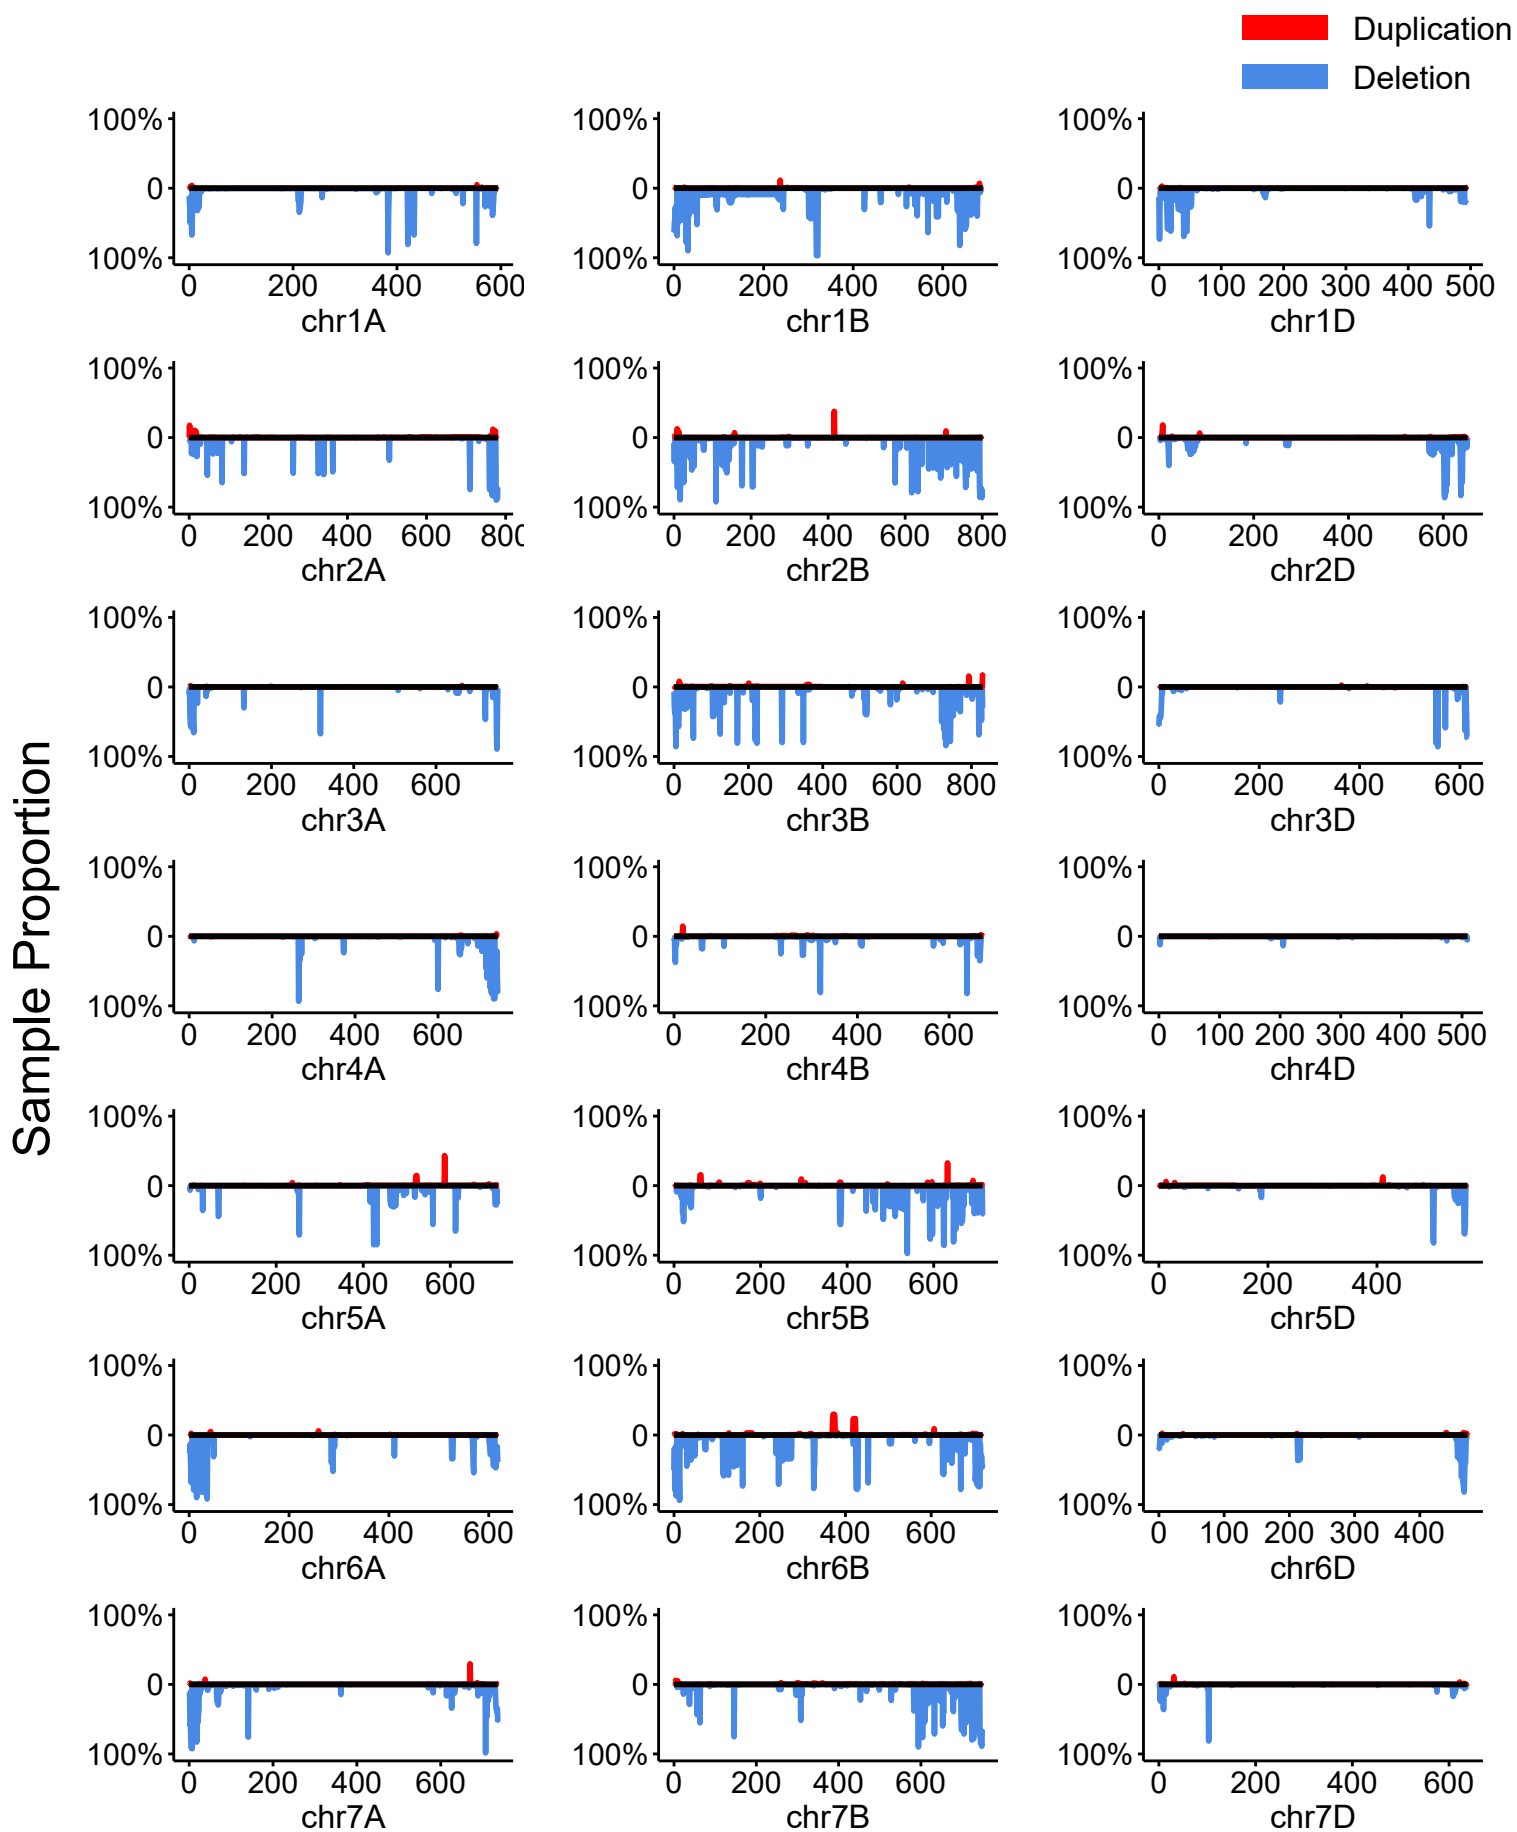 Duplication
Deletion
100% 100% 100%
0 0 0
100% 100% 100%
0 200 400 600 0 200 400 600 0 100 200 300 400 500
chr1A chr1B chr1D
100% 100% 100%
0 0 0
100% 100% 100%
0 200 400 600 800 0 200 400 600 800 0 200 400 600
chr2A chr2B chr2D
100% 100% 100%
0 0 0
100% 100% 100%
0 200 400 600 0 200 400 600 800 0 200 400 600
chr3A chr3B chr3D
Sample Proportion
100% 100% 100%
0 0 0
100% 100% 100%
0 200 400 600 0 200 400 600 0 100 200 300 400 500
chr4A chr4B chr4D
100% 100% 100%
0 0 0
100% 100% 100%
0 200 400 600 0 200 400 600 0 200 400
chr5A chr5B chr5D
100% 100% 100%
0 0 0
100% 100% 100%
0 200 400 600 0 200 400 600 0 100 200 300 400
chr6A chr6B chr6D
100% 100% 100%
0 0 0
100% 100% 100%
0 200 400 600 0 200 400 600 0 200 400 600
chr7A chr7B chr7D